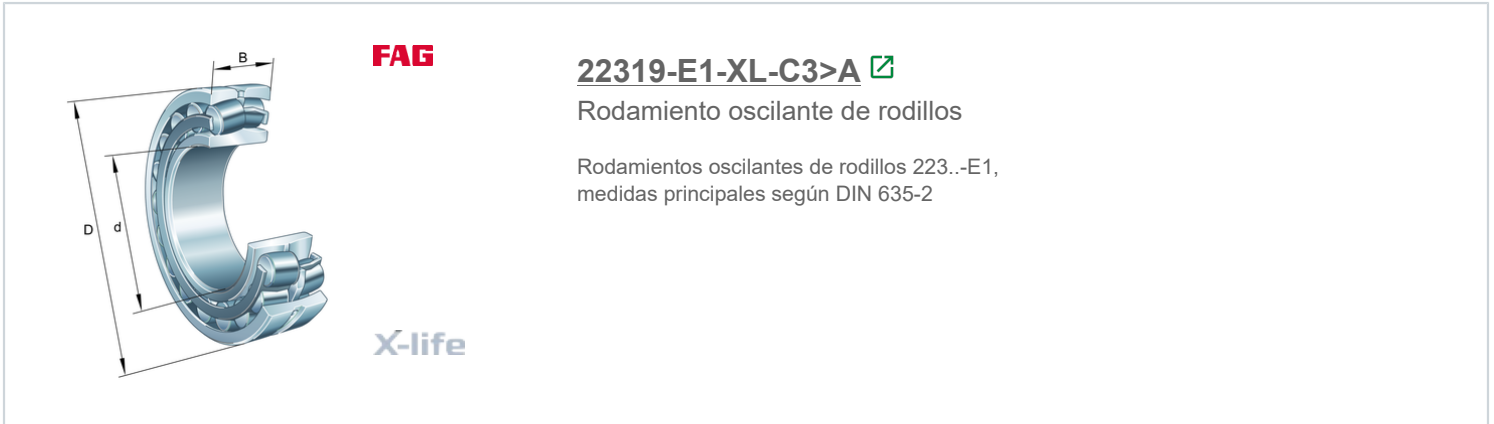 FAG
B
D
d
X-life
22319-E1-XL-C3>A
Rodamiento oscilante de rodillos
Rodamientos oscilantes de rodillos 223..-E1,
medidas principales según DIN 635-2